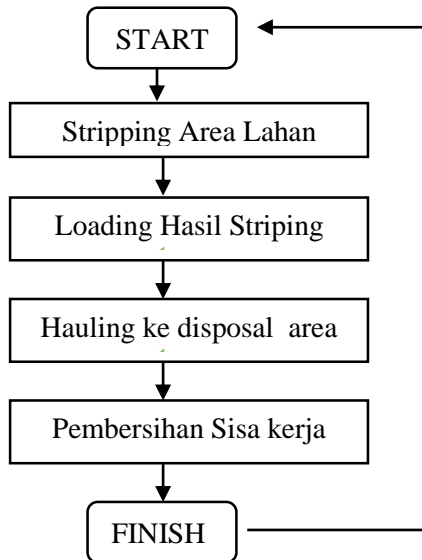 START
Stripping Area Lahan
Loading Hasil Striping
Hauling ke disposal area
Pembersihan Sisa kerja
FINISH